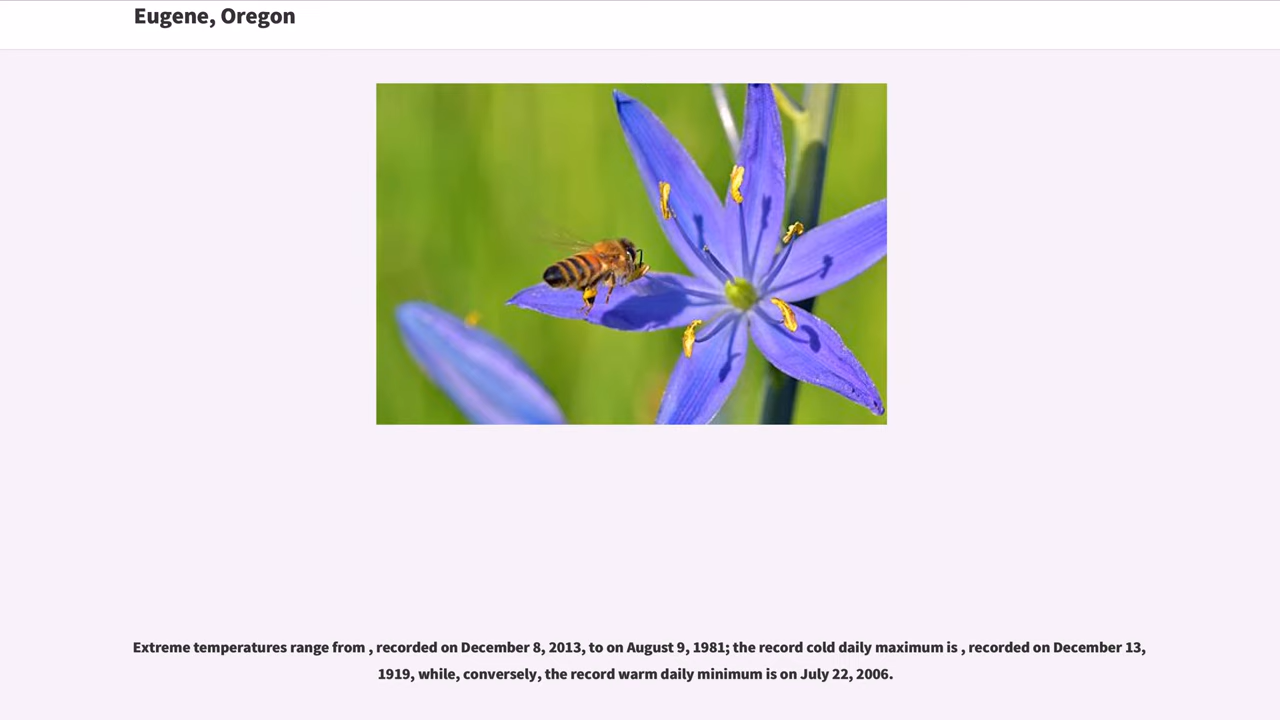 Eugene, Oregon
Extreme temperatures range from , recorded on December 8, 2013, to on August 9, 1981; the record cold daily maximum is , recorded on December 13,
1919, while, conversely, the record warm daily minimum is on July 22, 2006.